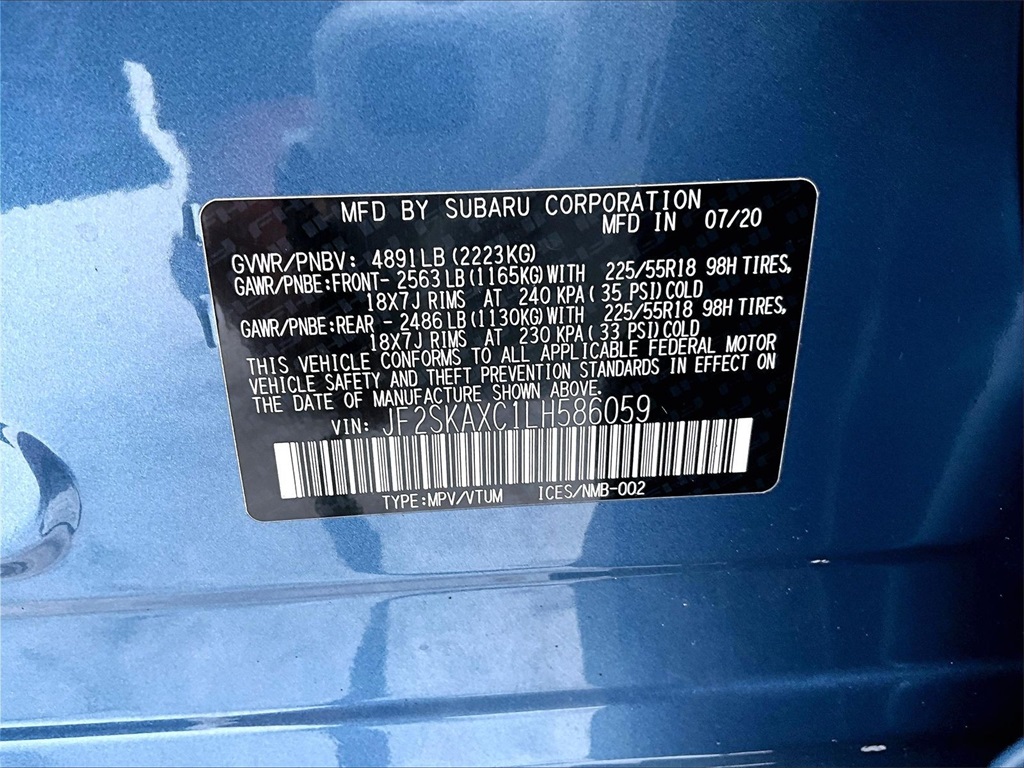 MFD BY SUBARU CORPORATION
MFD IN 07/20
GVWR/PNBV: 4891LB (2223KG)
GAWR/PNBE:FRONT- 2563LB (1165KG) WITH 225/55R18 98H TIRES,
18X7J RIMS AT 240 KPA ( 35 PSI) COLD
GAWR/PNBE:REAR - 2486LB (1130KG) WITH 225/55R18 98H TIRES,
18X7J RIMS AT 230 KPA ( 33 PSI) COLD
THIS VEHICLE CONFORMS TO ALL APPLICABLE FEDERAL MOTOR
VEHICLE SAFETY AND THEFT PREVENTION STANDARDS IN EFFECT ON
THE DATE OF MANUFACTURE SHOWN ABOVE.
VIN: JF2SKAXC1LH586059
TYPE:MPV/VTUM ICES/NMB-002